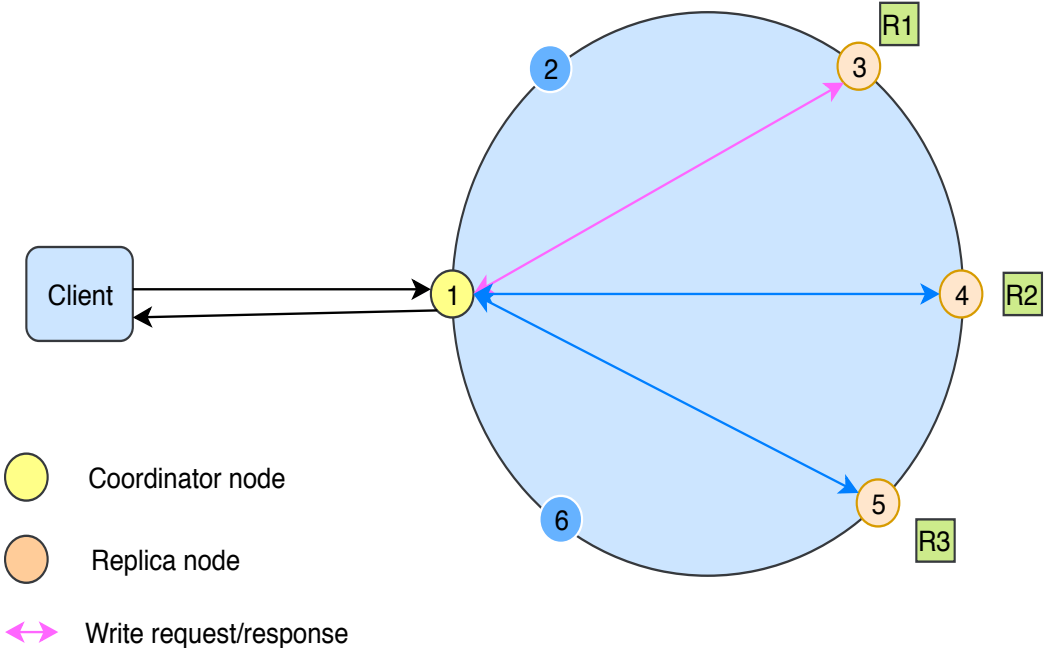 R1
2
3
Client
1
4
R2
5
6
R3
Coordinator node
Replica node
Write request/response